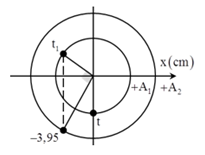 t₁
x(cm)
+A₁ +A₂
t
–3,95